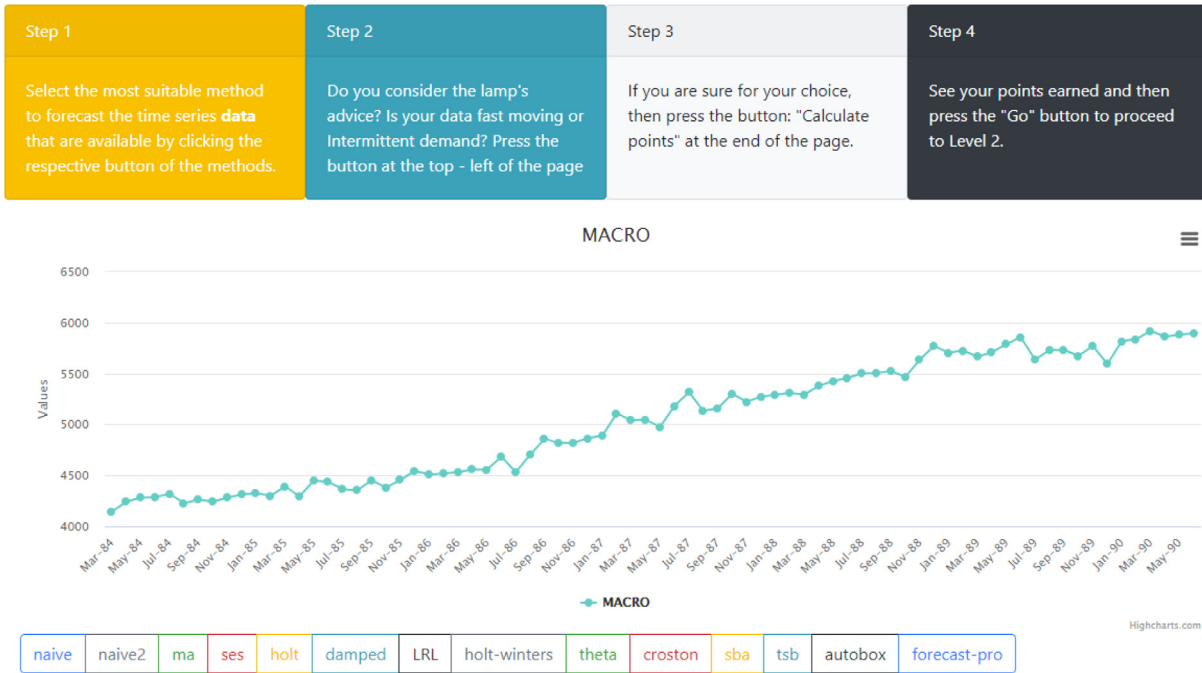 Step 1
Select the most suitable method
to forecast the time series data
that are available by clicking the
respective button of the methods.
Step 2
Do you consider the lamp's
advice? Is your data fast moving or
Intermittent demand? Press the
button at the top - left of the page
Step 3
If you are sure for your choice,
then press the button: "Calculate
points" at the end of the page.
Step 4
See your points earned and then
press the "Go" button to proceed
to Level 2.
MACRO
Values
6500
6000
5500
5000
4500
4000
Mar-84 May-84 Jul-84 Sep-84 Nov-84 Jan-85 Mar-85 May-85 Jul-85 Sep-85 Nov-85 Jan-86 Mar-86 May-86 Jul-86 Sep-86 Nov-86 Jan-87 Mar-87 May-87 Jul-87 Sep-87 Nov-87 Jan-88 Mar-88 May-88 Jul-88 Sep-88 Nov-88 Jan-89 Mar-89 May-89 Jul-89 Sep-89 Nov-89 Jan-90 Mar-90 May-90
MACRO
Highcharts.com
naive naive2 ma ses holt damped LRL holt-winters theta croston sba tsb autobox forecast-pro